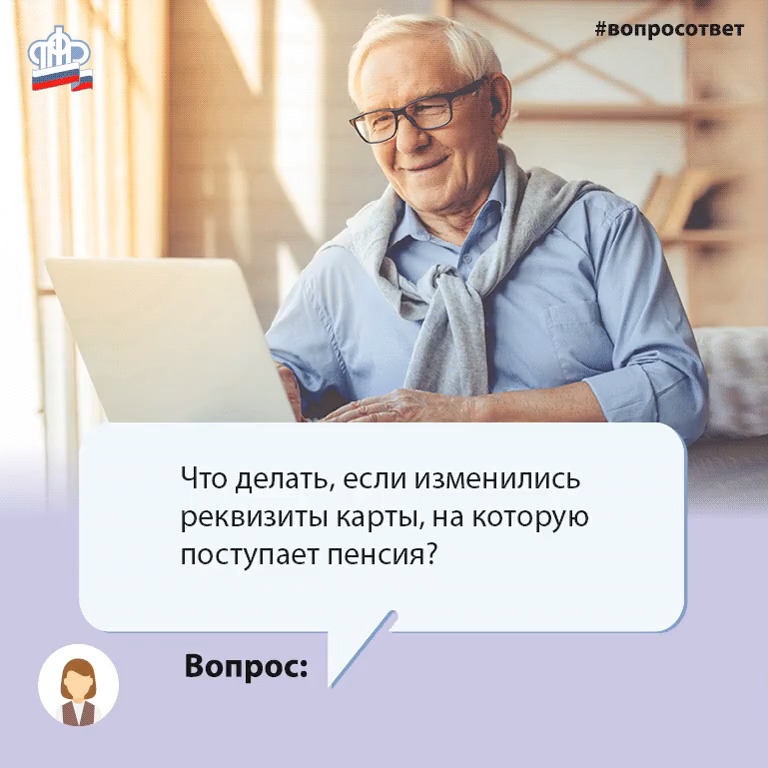 #вопросответ
Что делать, если изменились
реквизиты карты, на которую
поступает пенсия?
Вопрос: